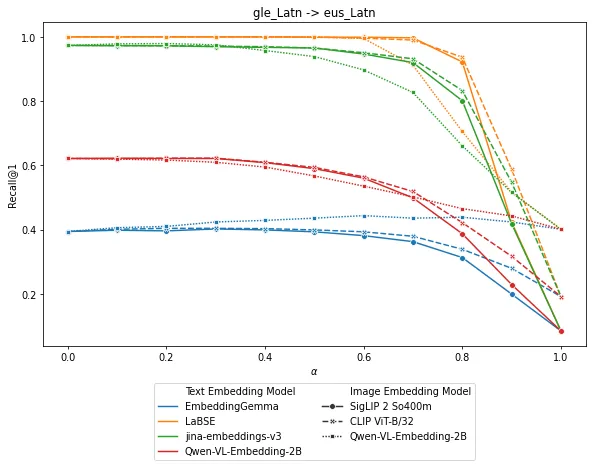 gle_Latn -> eus_Latn
Recall@1
1.0
0.8
0.6
0.4
0.2
0.0 0.2 0.4 0.6 0.8 1.0
α
Text Embedding Model
EmbeddingGemma
LaBSE
jina-embeddings-v3
Qwen-VL-Embedding-2B
Image Embedding Model
SigLIP 2 So400m
CLIP ViT-B/32
Qwen-VL-Embedding-2B